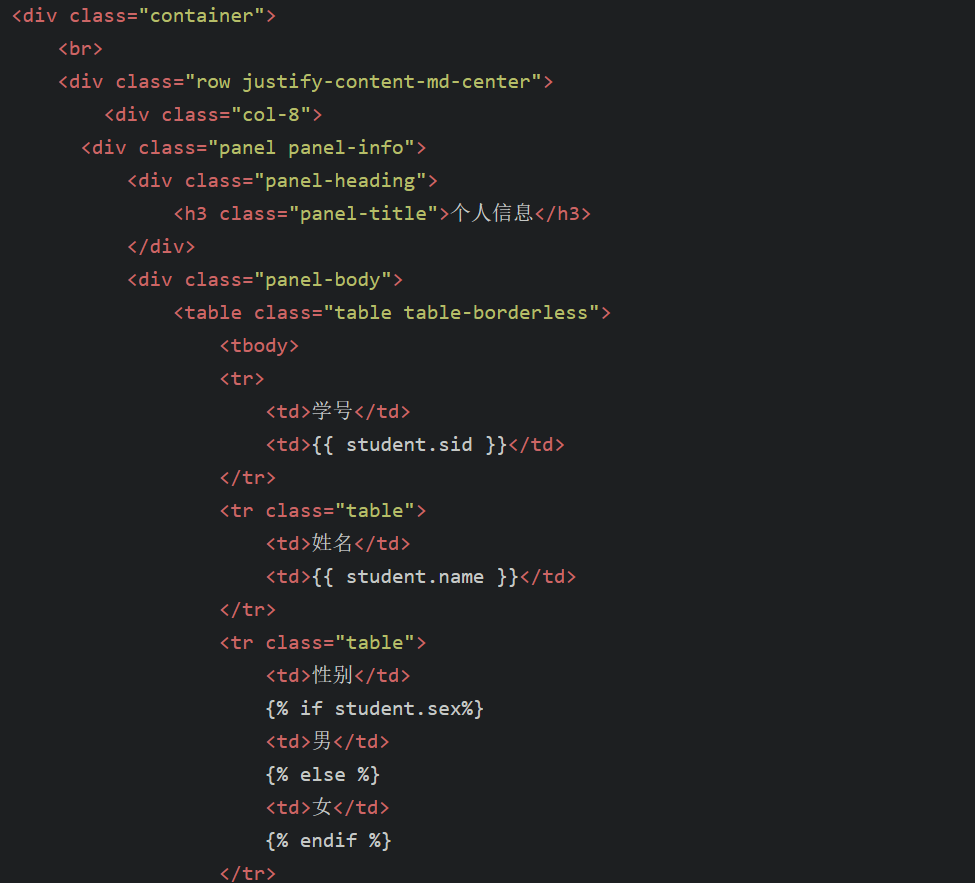 <div class="container">
<br>
<div class="row justify-content-md-center">
<div class="col-8">
<div class="panel panel-info">
<div class="panel-heading">
<h3 class="panel-title">个人信息</h3>
</div>
<div class="panel-body">
<table class="table table-borderless">
<tbody>
<tr>
<td>学号</td>
<td>{{ student.sid }}</td>
</tr>
<tr class="table">
<td>姓名</td>
<td>{{ student.name }}</td>
</tr>
<tr class="table">
<td>性别</td>
{% if student.sex%}
<td>男</td>
{% else %}
<td>女</td>
{% endif %}
</tr>